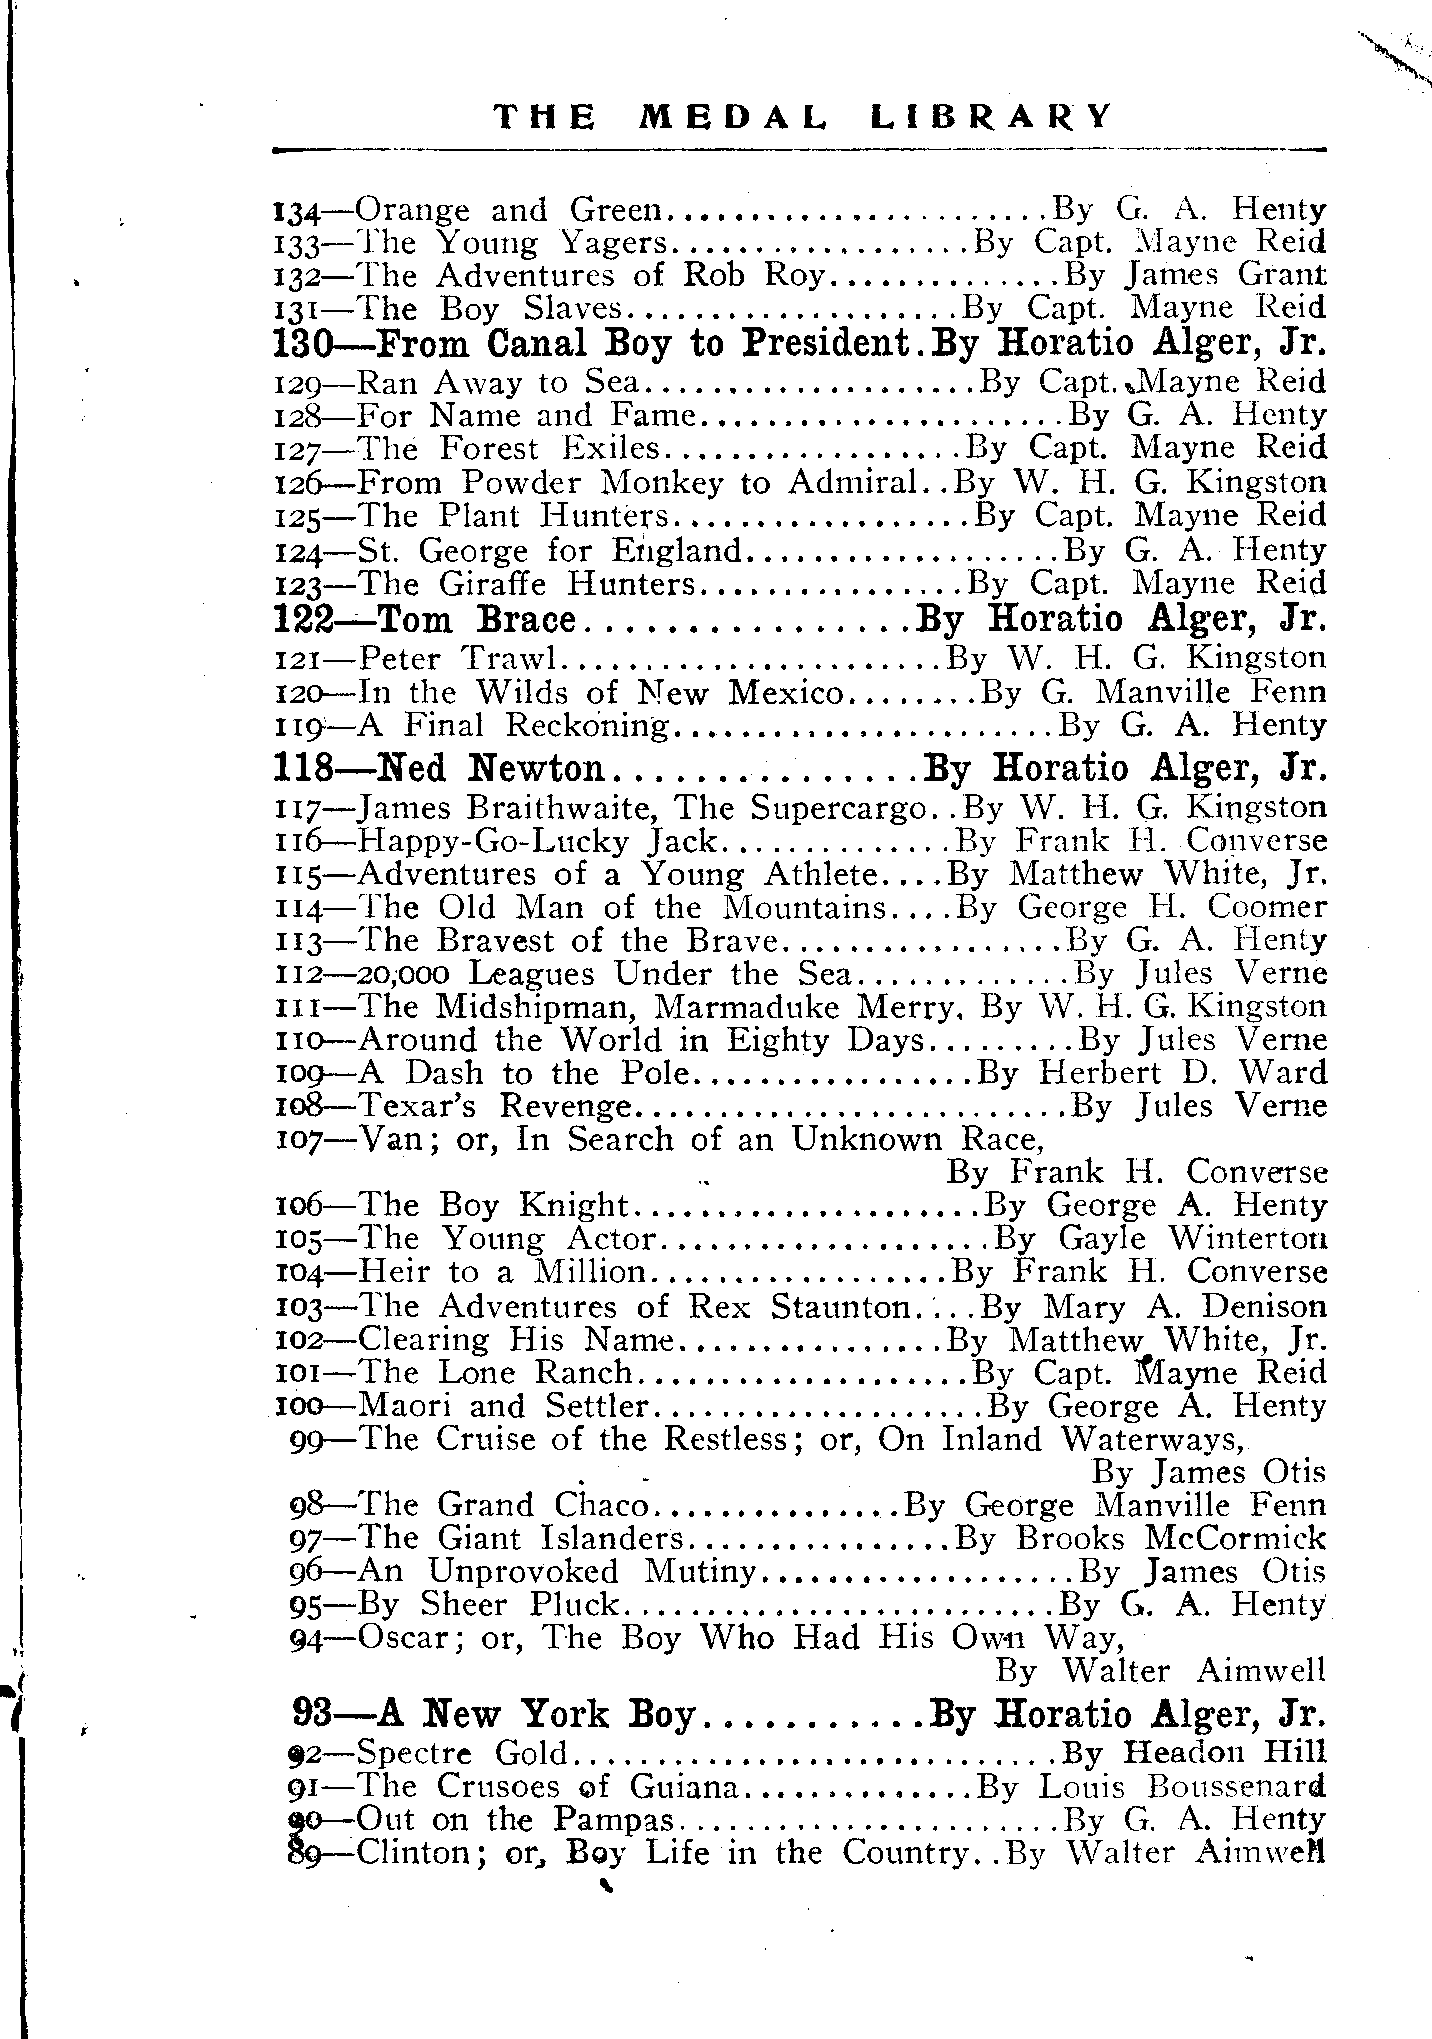 THE MEDAL LIBRARY
134—Orange and Green.......................By G. A. Henty
133—The Young Yagers..................By Capt. Mayne Reid
132—The Adventures of Rob Roy..............By James Grant
131—The Boy Slaves....................By Capt. Mayne Reid
130—From Canal Boy to President.By Horatio Alger, Jr.
129—Ran Away to Sea....................By Capt. Mayne Reid
128—For Name and Fame......................By G. A. Henty
127—The Forest Exiles..................By Capt. Mayne Reid
126—From Powder Monkey to Admiral..By W. H. G. Kingston
125—The Plant Hunters..................By Capt. Mayne Reid
124—St. George for England...................By G. A. Henty
123—The Giraffe Hunters................By Capt. Mayne Reid
122—Tom Brace................By Horatio Alger, Jr.
121—Peter Trawl.......................By W. H. G. Kingston
120—In the Wilds of New Mexico........By G. Manville Fenn
119—A Final Reckoning.......................By G. A. Henty
118—Ned Newton...............By Horatio Alger, Jr.
117—James Braithwaite, The Supercargo..By W. H. G. Kingston
116—Happy-Go-Lucky Jack..............By Frank H. Converse
115—Adventures of a Young Athlete....By Matthew White, Jr.
114—The Old Man of the Mountains....By George H. Coomer
113—The Bravest of the Brave.................By G. A. Henty
112—20,000 Leagues Under the Sea.............By Jules Verne
111—The Midshipman, Marmaduke Merry, By W. H. G. Kingston
110—Around the World in Eighty Days.........By Jules Verne
109—A Dash to the Pole.................By Herbert D. Ward
108—Texar's Revenge..........................By Jules Verne
107—Van; or, In Search of an Unknown Race,
By Frank H. Converse
106—The Boy Knight.....................By George A. Henty
105—The Young Actor....................By Gayle Winterton
104—Heir to a Million..................By Frank H. Converse
103—The Adventures of Rex Staunton....By Mary A. Denison
102—Clearing His Name................By Matthew White, Jr.
101—The Lone Ranch....................By Capt. Mayne Reid
100—Maori and Settler....................By George A. Henty
99—The Cruise of the Restless; or, On Inland Waterways,
By James Otis
98—The Grand Chaco...............By George Manville Fenn
97—The Giant Islanders................By Brooks McCormick
96—An Unprovoked Mutiny...................By James Otis
95—By Sheer Pluck..........................By G. A. Henty
94—Oscar; or, The Boy Who Had His Own Way,
By Walter Aimwell
93—A New York Boy...........By Horatio Alger, Jr.
92—Spectre Gold.............................By Headon Hill
91—The Crusoes of Guiana..............By Louis Boussenard
90—Out on the Pampas.......................By G. A. Henty
89—Clinton; or, Boy Life in the Country..By Walter Aimwell